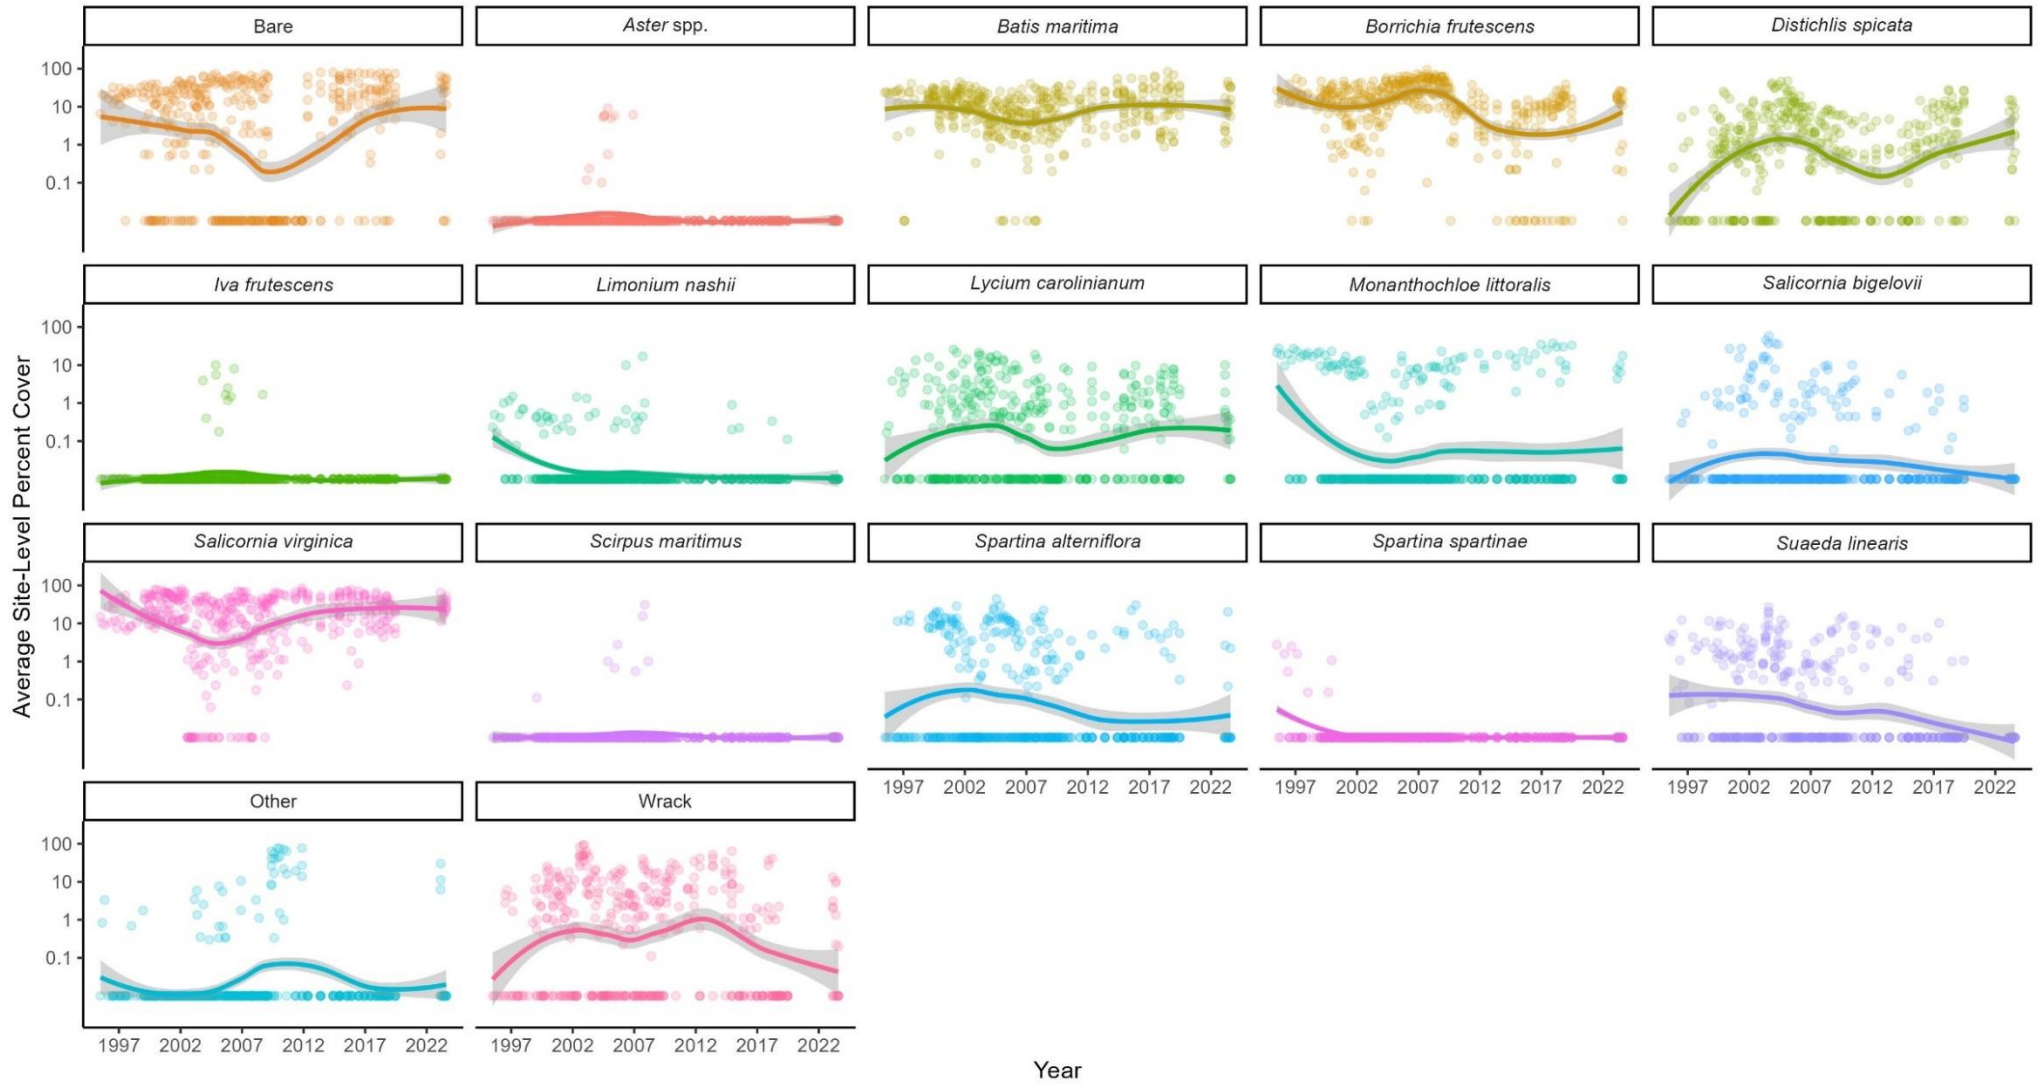 Bare
Aster spp.
Batis maritima
Borrichia frutescens
Distichlis spicata
100
10
1
0.1
Iva frutescens
Limonium nashii
Lycium carolinianum
Monanthochloe littoralis
Salicornia bigelovii
100
10
1
0.1
Average Site-Level Percent Cover
Salicornia virginica
Scirpus maritimus
Spartina alterniflora
Spartina spartinae
Suaeda linearis
100
10
1
0.1
1997 2002 2007 2012 2017 2022
1997 2002 2007 2012 2017 2022
1997 2002 2007 2012 2017 2022
Other
Wrack
100
10
1
0.1
1997 2002 2007 2012 2017 2022
1997 2002 2007 2012 2017 2022
Year